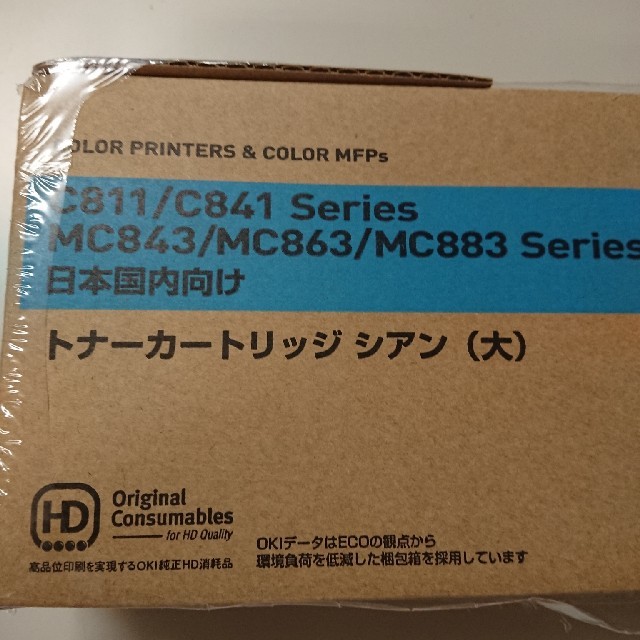 COLOR PRINTERS & COLOR MFPs
C811/C841 Series
MC843/MC863/MC883 Series
日本国内向け
トナーカートリッジ シアン（大）
HD
Original
Consumables
for HD Quality
高品位印刷を実現するOKI純正HD消耗品
OKIデータはECOの観点から
環境負荷を低減した梱包箱を採用しています